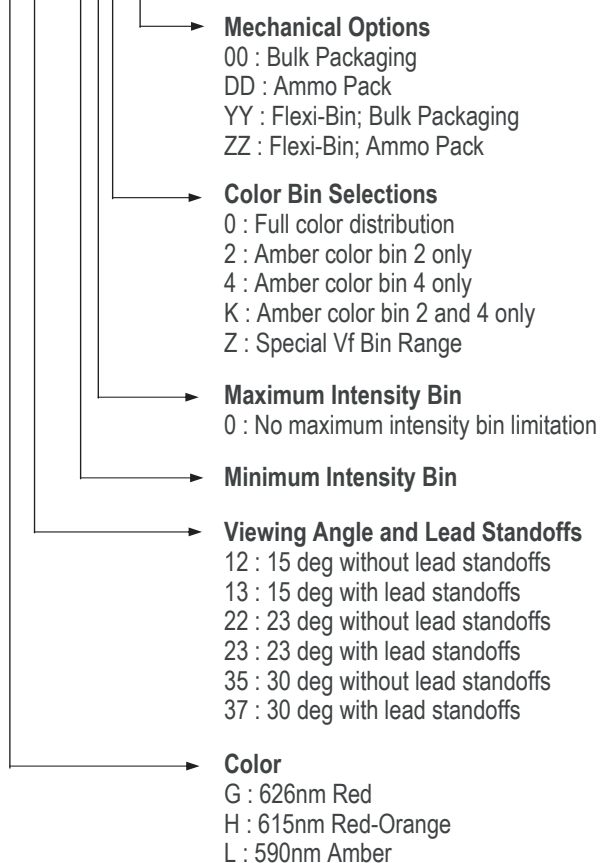 Mechanical Options
00 : Bulk Packaging
DD : Ammo Pack
YY : Flexi-Bin; Bulk Packaging
ZZ : Flexi-Bin; Ammo Pack
Color Bin Selections
0 : Full color distribution
2 : Amber color bin 2 only
4 : Amber color bin 4 only
K : Amber color bin 2 and 4 only
Z : Special Vf Bin Range
Maximum Intensity Bin
0 : No maximum intensity bin limitation
Minimum Intensity Bin
Viewing Angle and Lead Standoffs
12 : 15 deg without lead standoffs
13 : 15 deg with lead standoffs
22 : 23 deg without lead standoffs
23 : 23 deg with lead standoffs
35 : 30 deg without lead standoffs
37 : 30 deg with lead standoffs
Color
G : 626nm Red
H : 615nm Red-Orange
L : 590nm Amber